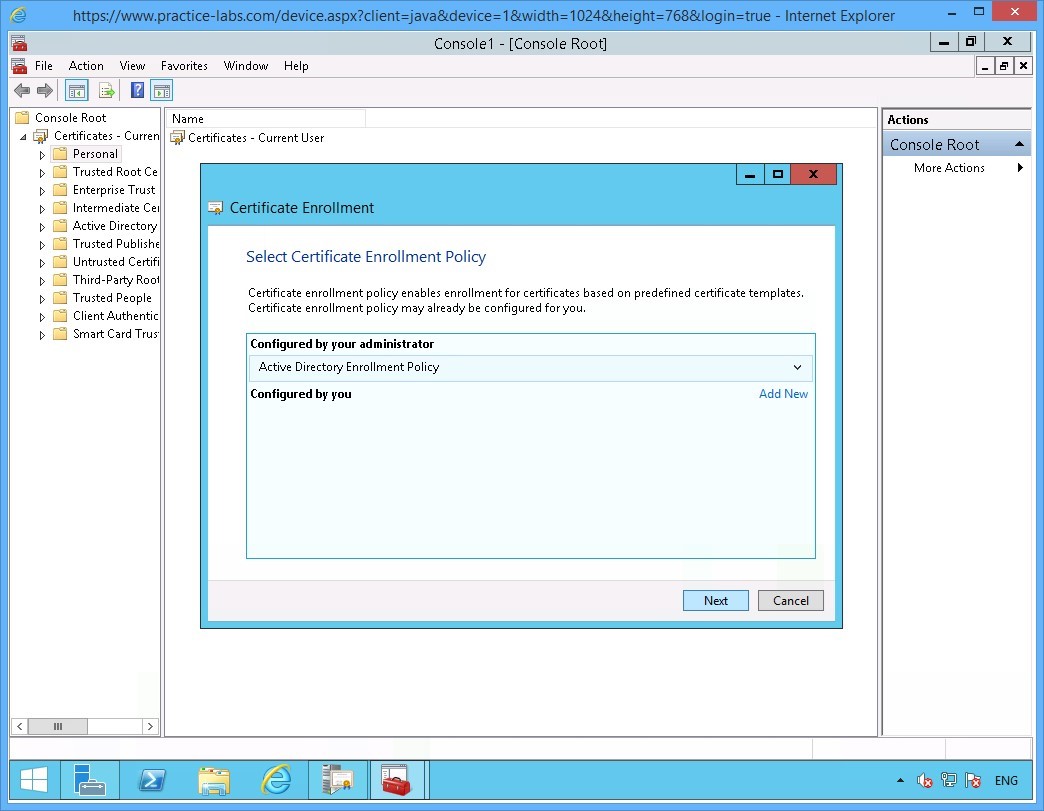 https://www.practice-labs.com/device.aspx?client=java&device=1&width=1024&height=768&login=true - Internet Explorer
Console1 - [Console Root]
File Action View Favorites Window Help
Console Root
Certificates - Curren
Personal
Trusted Root Ce
Enterprise Trust
Intermediate Cer
Active Directory
Trusted Publishe
Untrusted Certifi
Third-Party Root
Trusted People
Client Authentic
Smart Card Trus
Name
Certificates - Current User
Actions
Console Root
More Actions
Certificate Enrollment
Select Certificate Enrollment Policy
Certificate enrollment policy enables enrollment for certificates based on predefined certificate templates.
Certificate enrollment policy may already be configured for you.
Configured by your administrator
Active Directory Enrollment Policy
Configured by you Add New
Next Cancel
ENG